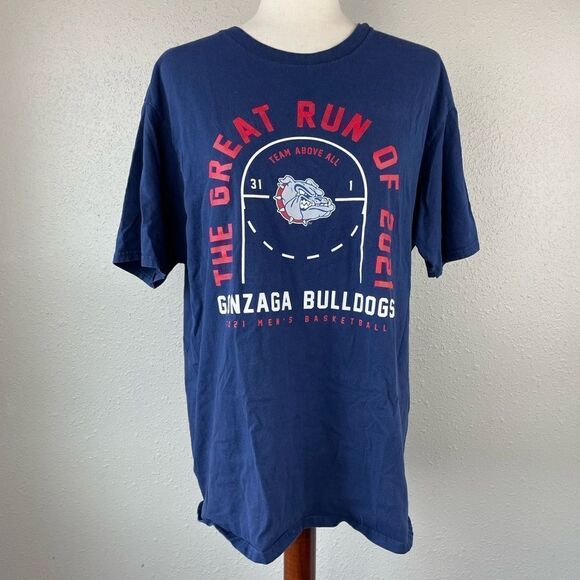 THE GREAT RUN OF 2021
TEAM ABOVE ALL
31 1
GONZAGA BULLDOGS
2021 MEN'S BASKETBALL